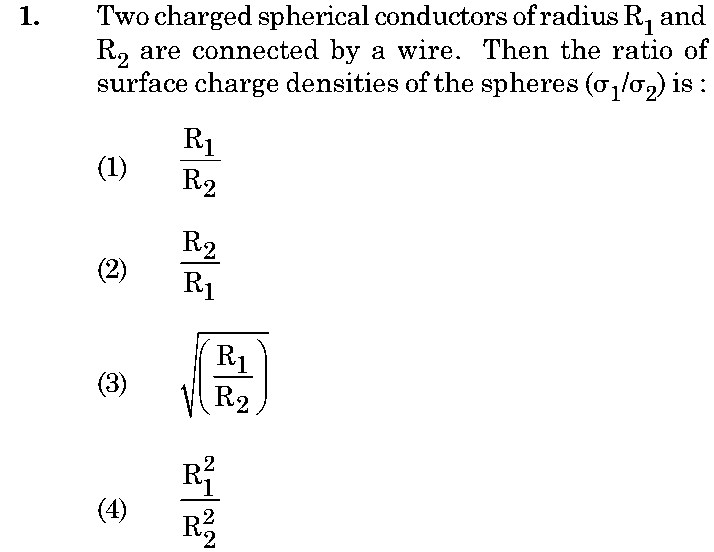 1. Two charged spherical conductors of radius R₁ and
R₂ are connected by a wire. Then the ratio of
surface charge densities of the spheres (σ₁/σ₂) is :
(1) R₁/R₂
(2) R₂/R₁
(3) √(R₁/R₂)
(4) R₁²/R₂²